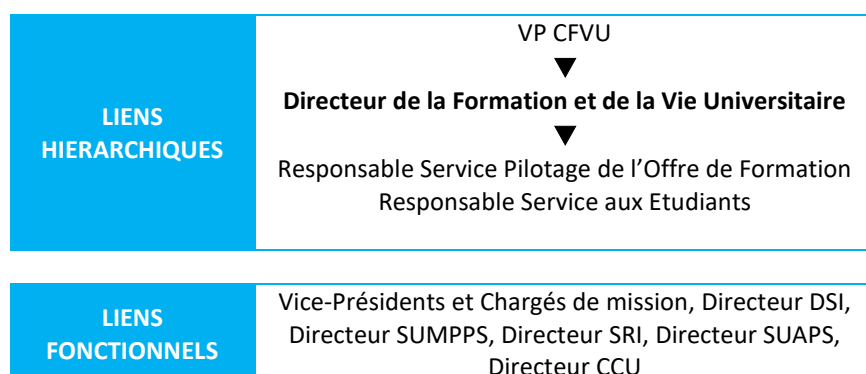 LIENS
HIERARCHIQUES
VP CFVU
Directeur de la Formation et de la Vie Universitaire
Responsable Service Pilotage de l'Offre de Formation
Responsable Service aux Etudiants
LIENS
FONCTIONNELS
Vice-Présidents et Chargés de mission, Directeur DSI,
Directeur SUMPPS, Directeur SRI, Directeur SUAPS,
Directeur CCU